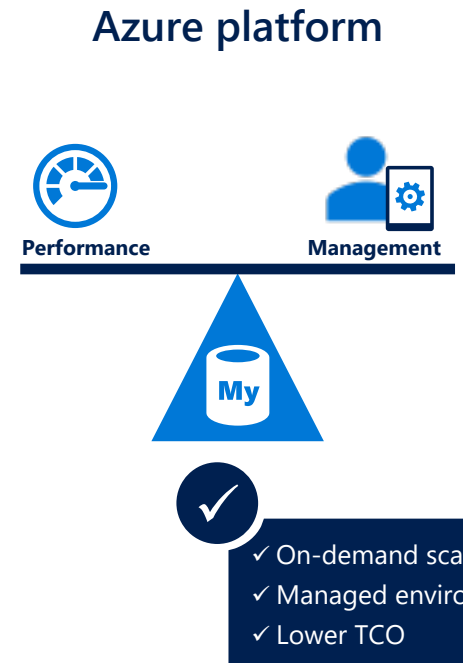 Azure platform
Performance
Management
My
✓ On-demand sca
✓ Managed enviro
✓ Lower TCO